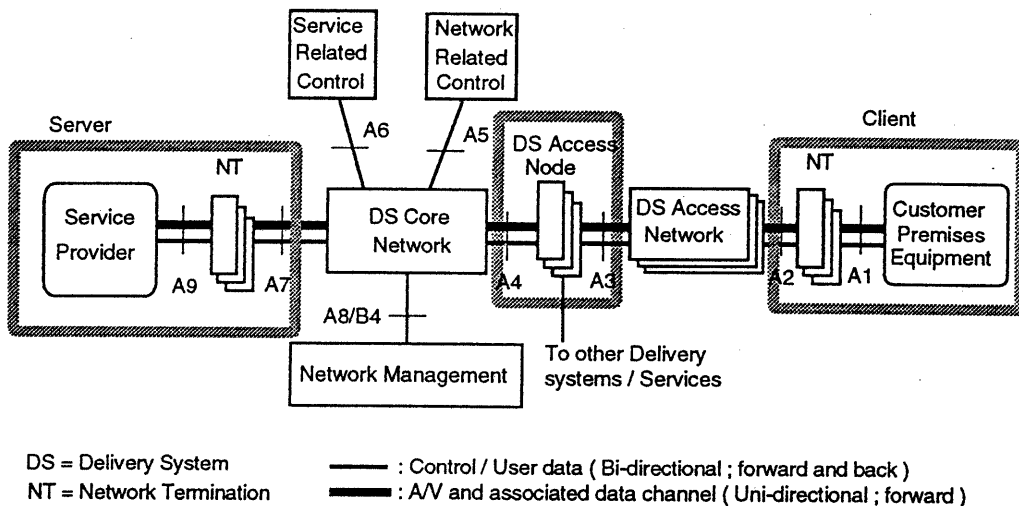 Service
Related
Control
Network
Related
Control
Server
Client
A6
A5
NT
DS Access
Node
NT
Service
Provider
DS Core
Network
DS Access
Network
Customer
Premises
Equipment
A9
A7
A4
A3
A2
A1
A8/B4
Network Management
To other Delivery
systems / Services
DS = Delivery System
NT = Network Termination
: Control / User data ( Bi-directional ; forward and back )
: A/V and associated data channel ( Uni-directional ; forward )